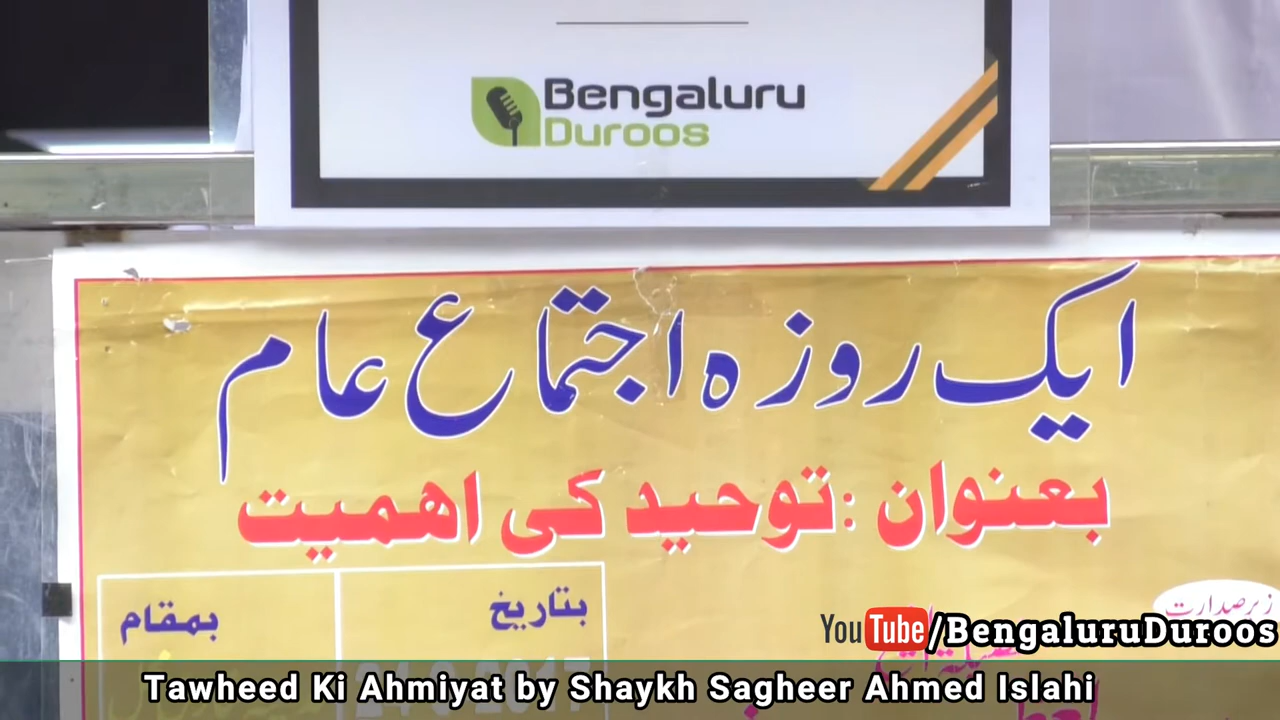 Bengaluru
Duroos
ایک روزہ اجتماع عام
بعنوان : توحید کی اھمیت
بتاریخ
بمقام
زیر صدارت
YouTube/BengaluruDuroos
Tawheed Ki Ahmiyat by Shaykh Sagheer Ahmed Islahi